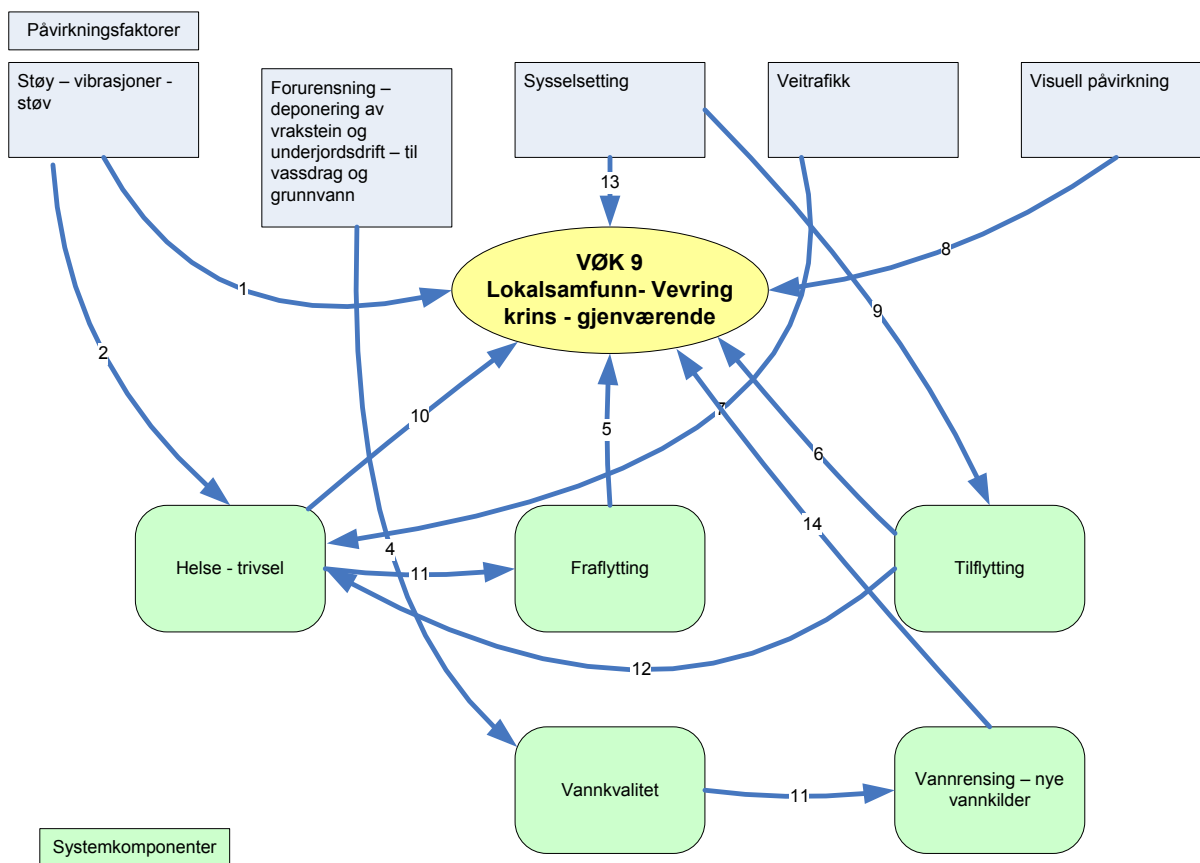 Påvirkningsfaktorer
Støy – vibrasjoner -
støv
Forurensning –
deponering av
vrakstein og
underjordsdrift – til
vassdrag og
grunnvann
Sysselsetting
Veitrafikk
Visuell påvirkning
13
VØK 9
Lokalsamfunn- Vevring
krins - gjenværende
8
1
9
2
10
5
7
6
14
4
Helse - trivsel
11
Fraflytting
Tilflytting
12
Vannkvalitet
11
Vannrensing – nye
vannkilder
Systemkomponenter